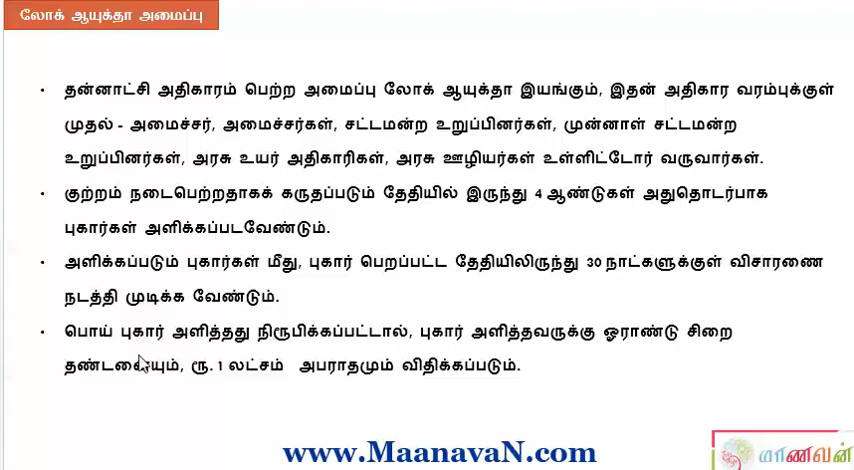 லோக் ஆயுக்தா அமைப்பு
• தன்னாட்சி அதிகாரம் பெற்ற அமைப்பு லோக் ஆயுக்தா இயங்கும், இதன் அதிகார வரம்புக்குள்
முதல் - அமைச்சர், அமைச்சர்கள், சட்டமன்ற உறுப்பினர்கள், முன்னாள் சட்டமன்ற
உறுப்பினர்கள், அரசு உயர் அதிகாரிகள், அரசு ஊழியர்கள் உள்ளிட்டோர் வருவார்கள்.
• குற்றம் நடைபெற்றதாகக் கருதப்படும் தேதியில் இருந்து 4 ஆண்டுகள் அதுதொடர்பாக
புகார்கள் அளிக்கப்படவேண்டும்.
• அளிக்கப்படும் புகார்கள் மீது, புகார் பெறப்பட்ட தேதியிலிருந்து 30 நாட்களுக்குள் விசாரணை
நடத்தி முடிக்க வேண்டும்.
• பொய் புகார் அளித்தது நிரூபிக்கப்பட்டால், புகார் அளித்தவருக்கு ஓராண்டு சிறை
தண்டனையும், ரூ. 1 லட்சம் அபராதமும் விதிக்கப்படும்.
www.MaanavaN.com
மாணவன்